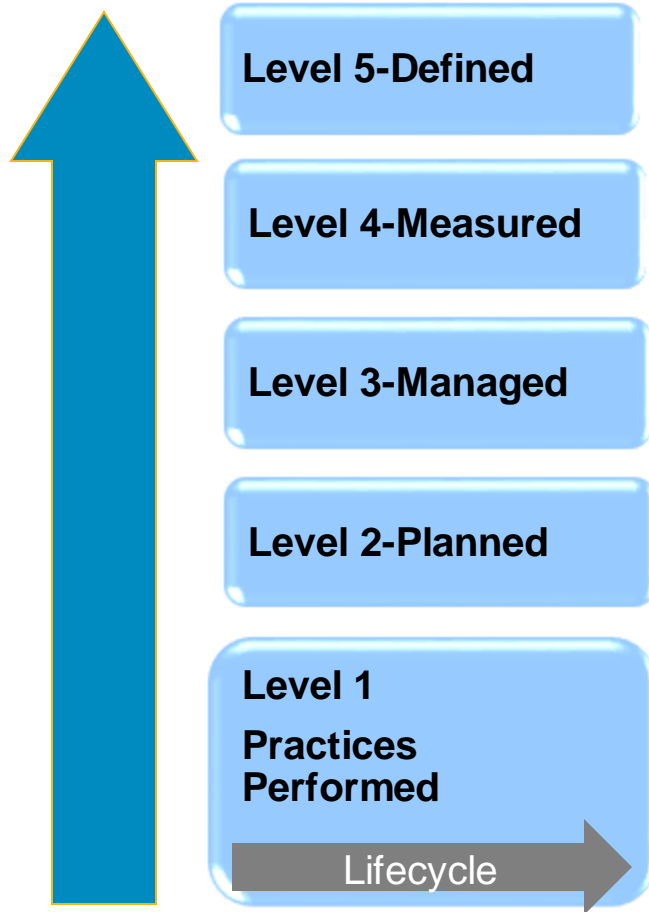 Level 5-Defined
Level 4-Measured
Level 3-Managed
Level 2-Planned
Level 1
Practices
Performed
Lifecycle